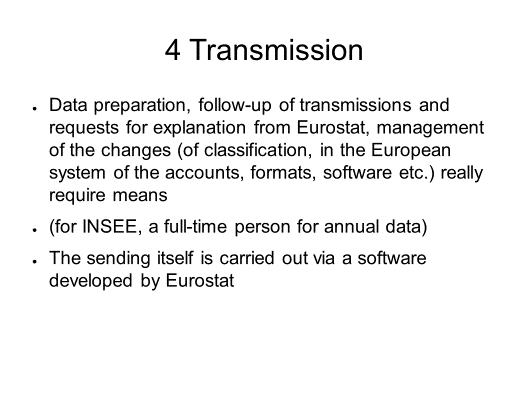 4 Transmission
• Data preparation, follow-up of transmissions and
requests for explanation from Eurostat, management
of the changes (of classification, in the European
system of the accounts, formats, software etc.) really
require means
• (for INSEE, a full-time person for annual data)
• The sending itself is carried out via a software
developed by Eurostat